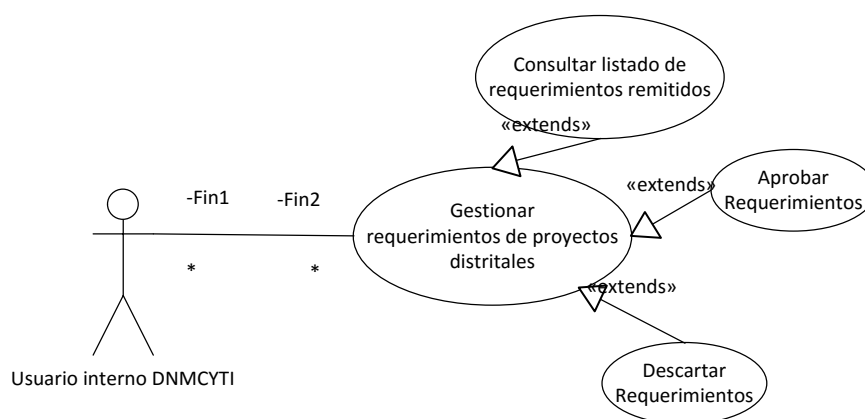 Consultar listado de
requerimientos remitidos
«extends»
«extends»
Aprobar
Requerimientos
-Fin1
-Fin2
Gestionar
requerimientos de proyectos
distritales
*
*
«extends»
Descartar
Requerimientos
Usuario interno DNMCYTI